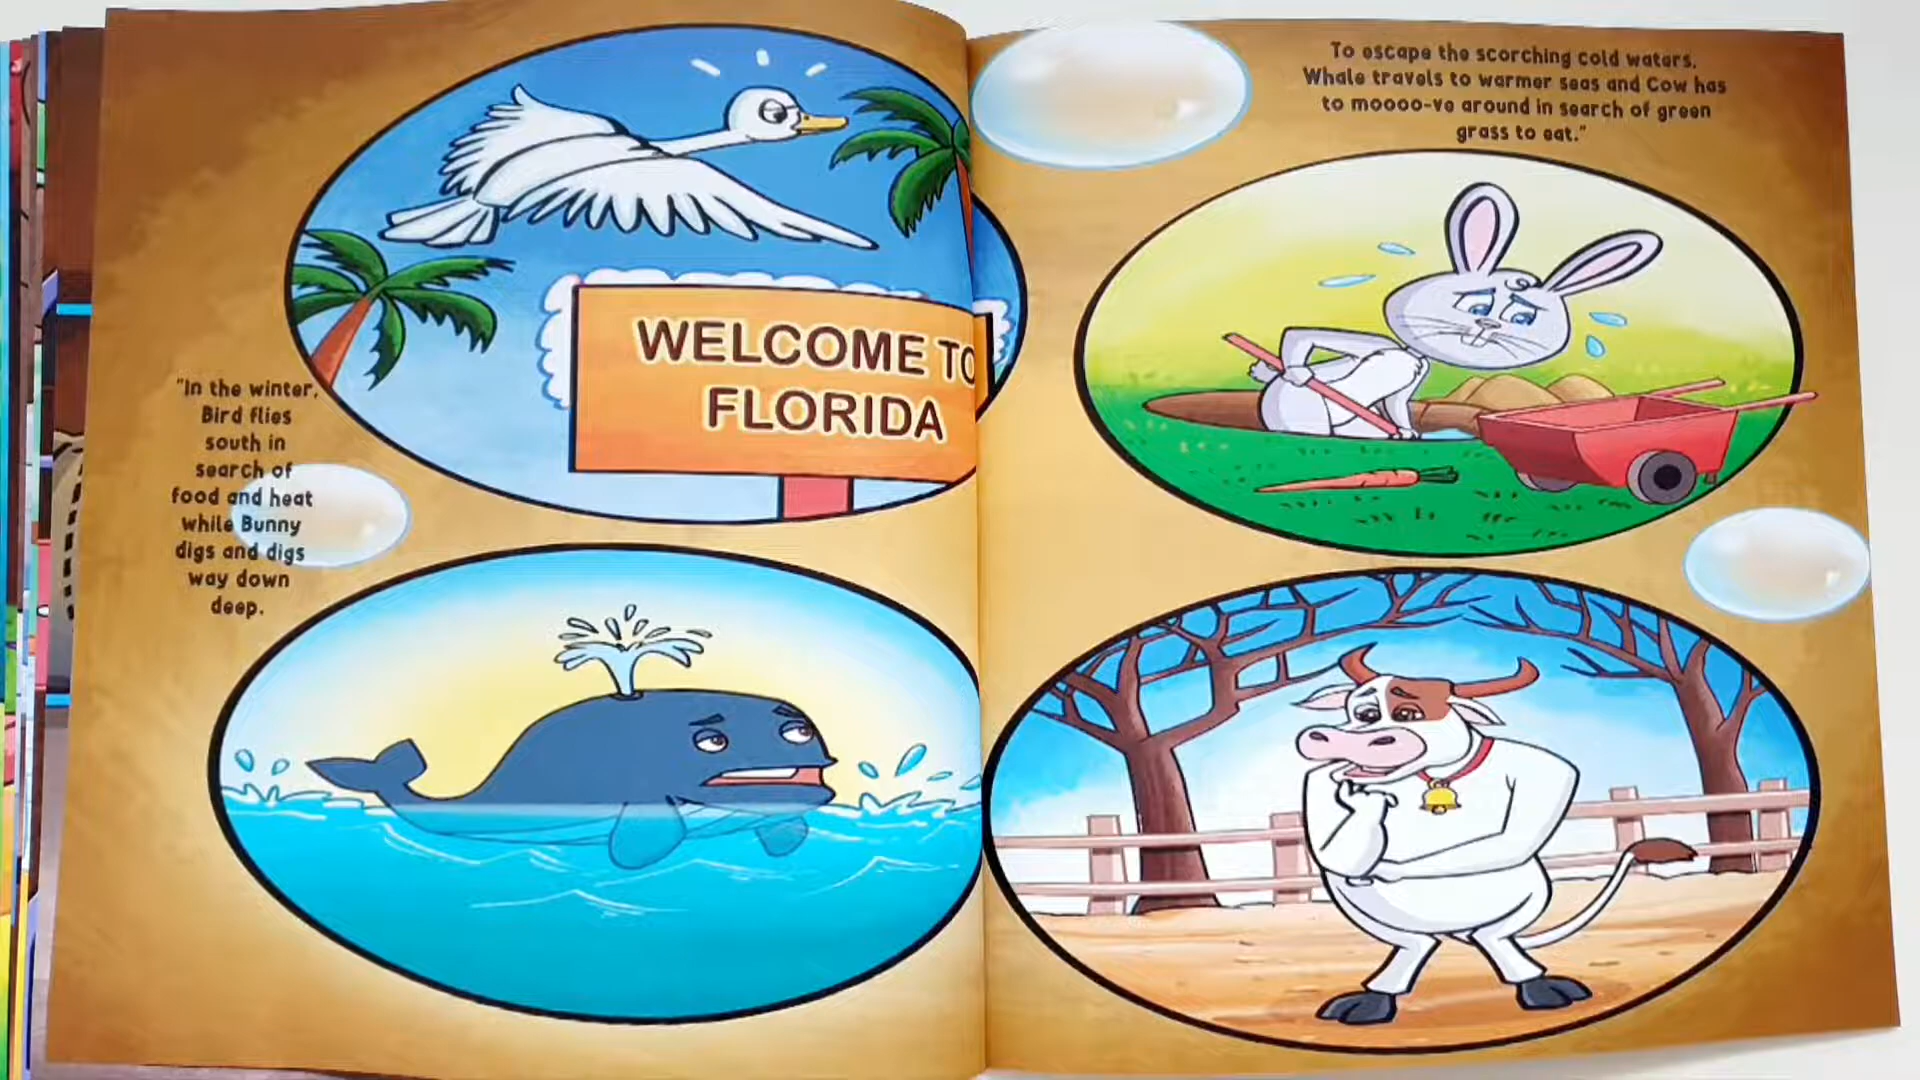 WELCOME TO
FLORIDA
"In the winter,
Bird flies
south in
search of
food and heat
while Bunny
digs and digs
way down
deep.
To escape the scorching cold waters,
Whale travels to warmer seas and Cow has
to moooo-ve around in search of green
grass to eat."